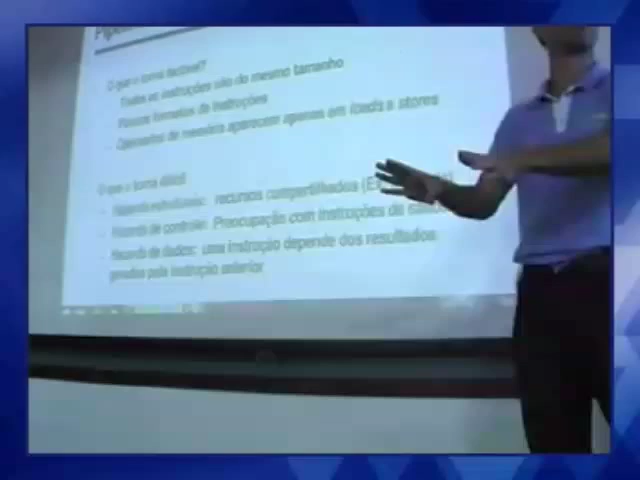 O que o torna factível?
Todas as instruções são do mesmo tamanho
Poucos formatos de instruções
Operandos de memória aparecem apenas em loads e stores
O que o torna difícil
Hazards estruturais: recursos compartilhados
Hazards de controle: Preocupação com instruções de
Hazards de dados: uma instrução depende dos resultados
gerados pela instrução anterior